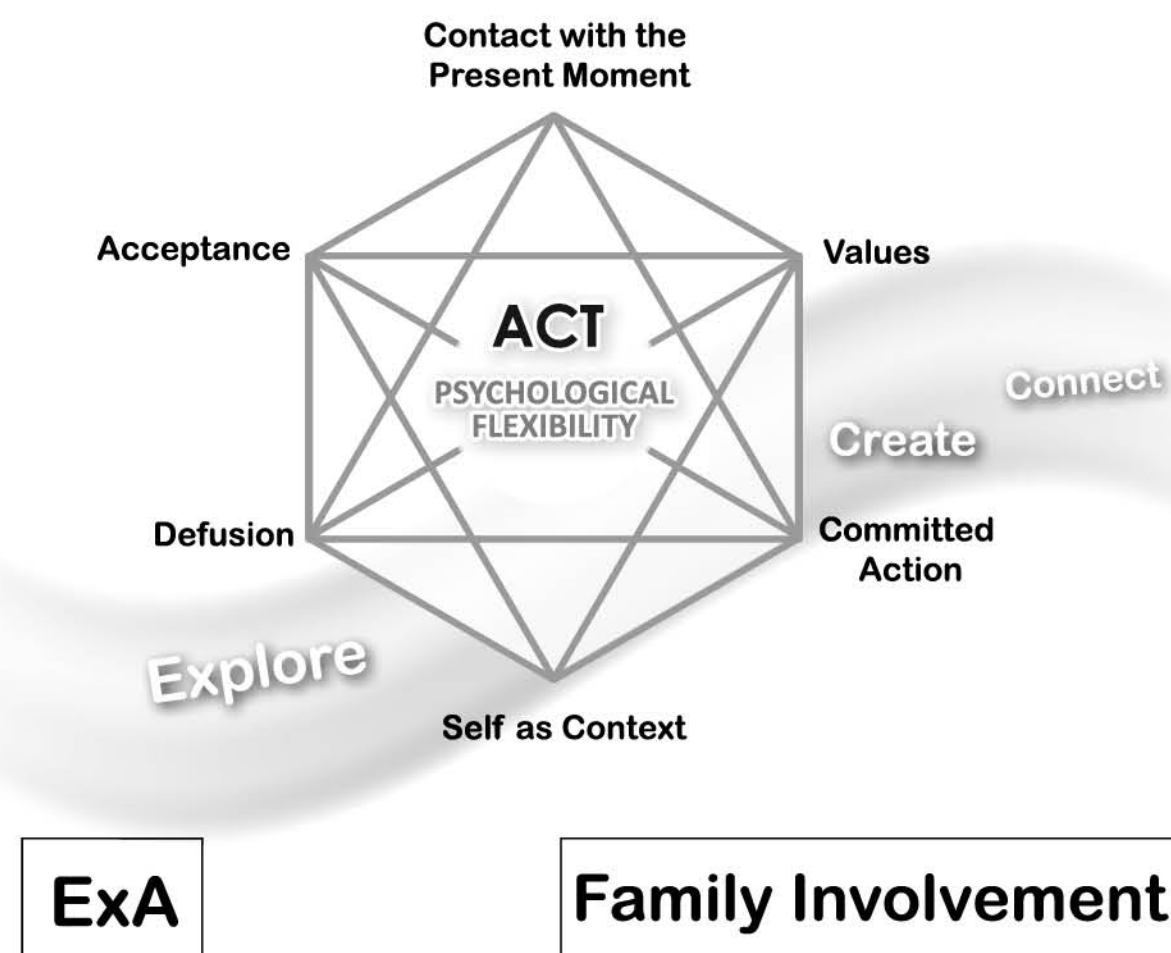 Contact with the
Present Moment
Acceptance
Values
ACT
PSYCHOLOGICAL
FLEXIBILITY
Connect
Create
Defusion
Committed
Action
Explore
Self as Context
ExA
Family Involvement